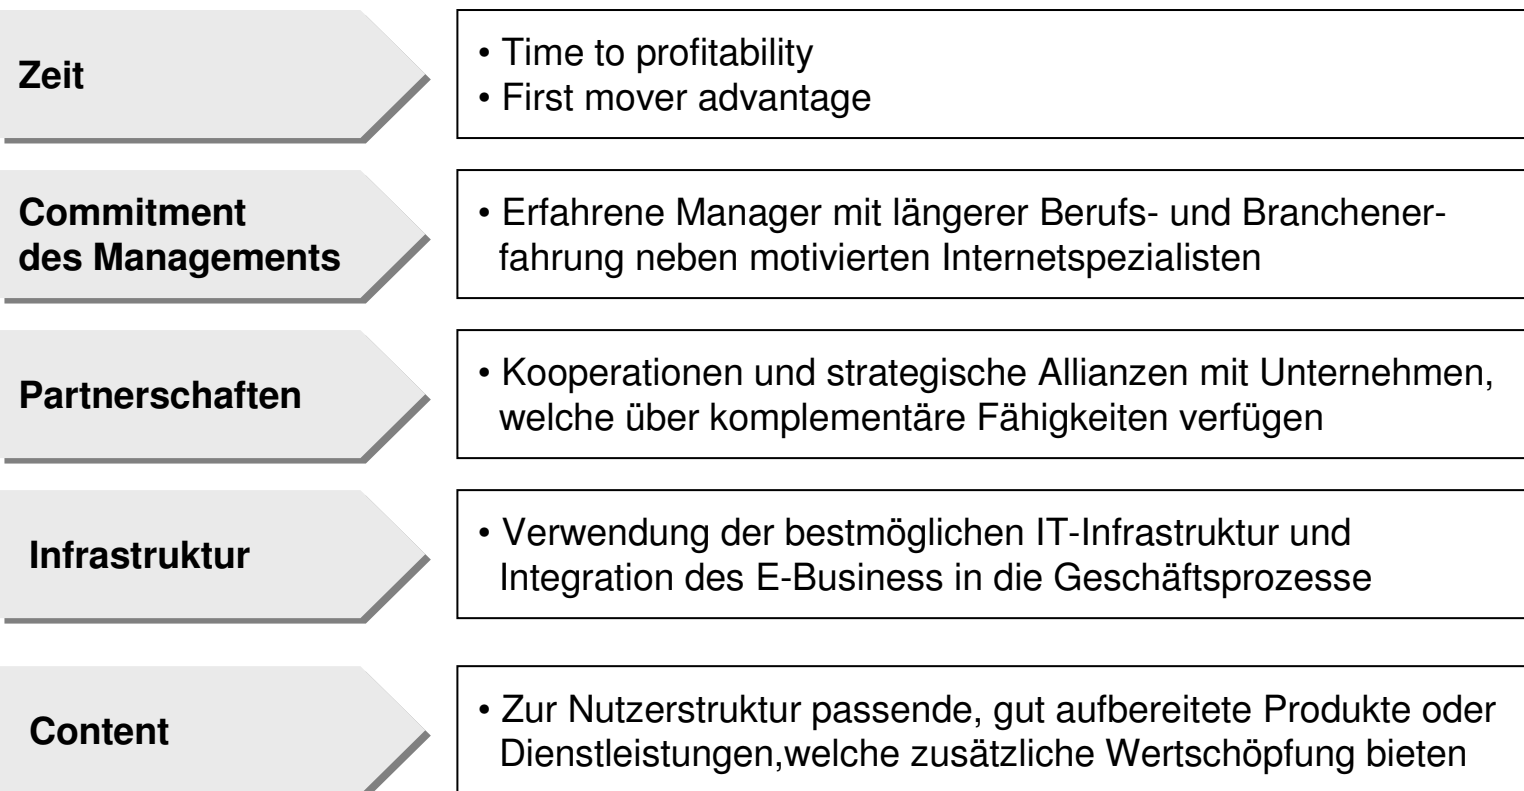 Zeit
• Time to profitability
• First mover advantage
Commitment
des Managements
• Erfahrene Manager mit längerer Berufs- und Branchener-
fahrung neben motivierten Internetspezialisten
Partnerschaften
• Kooperationen und strategische Allianzen mit Unternehmen,
welche über komplementäre Fähigkeiten verfügen
Infrastruktur
• Verwendung der bestmöglichen IT-Infrastruktur und
Integration des E-Business in die Geschäftsprozesse
Content
• Zur Nutzerstruktur passende, gut aufbereitete Produkte oder
Dienstleistungen,welche zusätzliche Wertschöpfung bieten